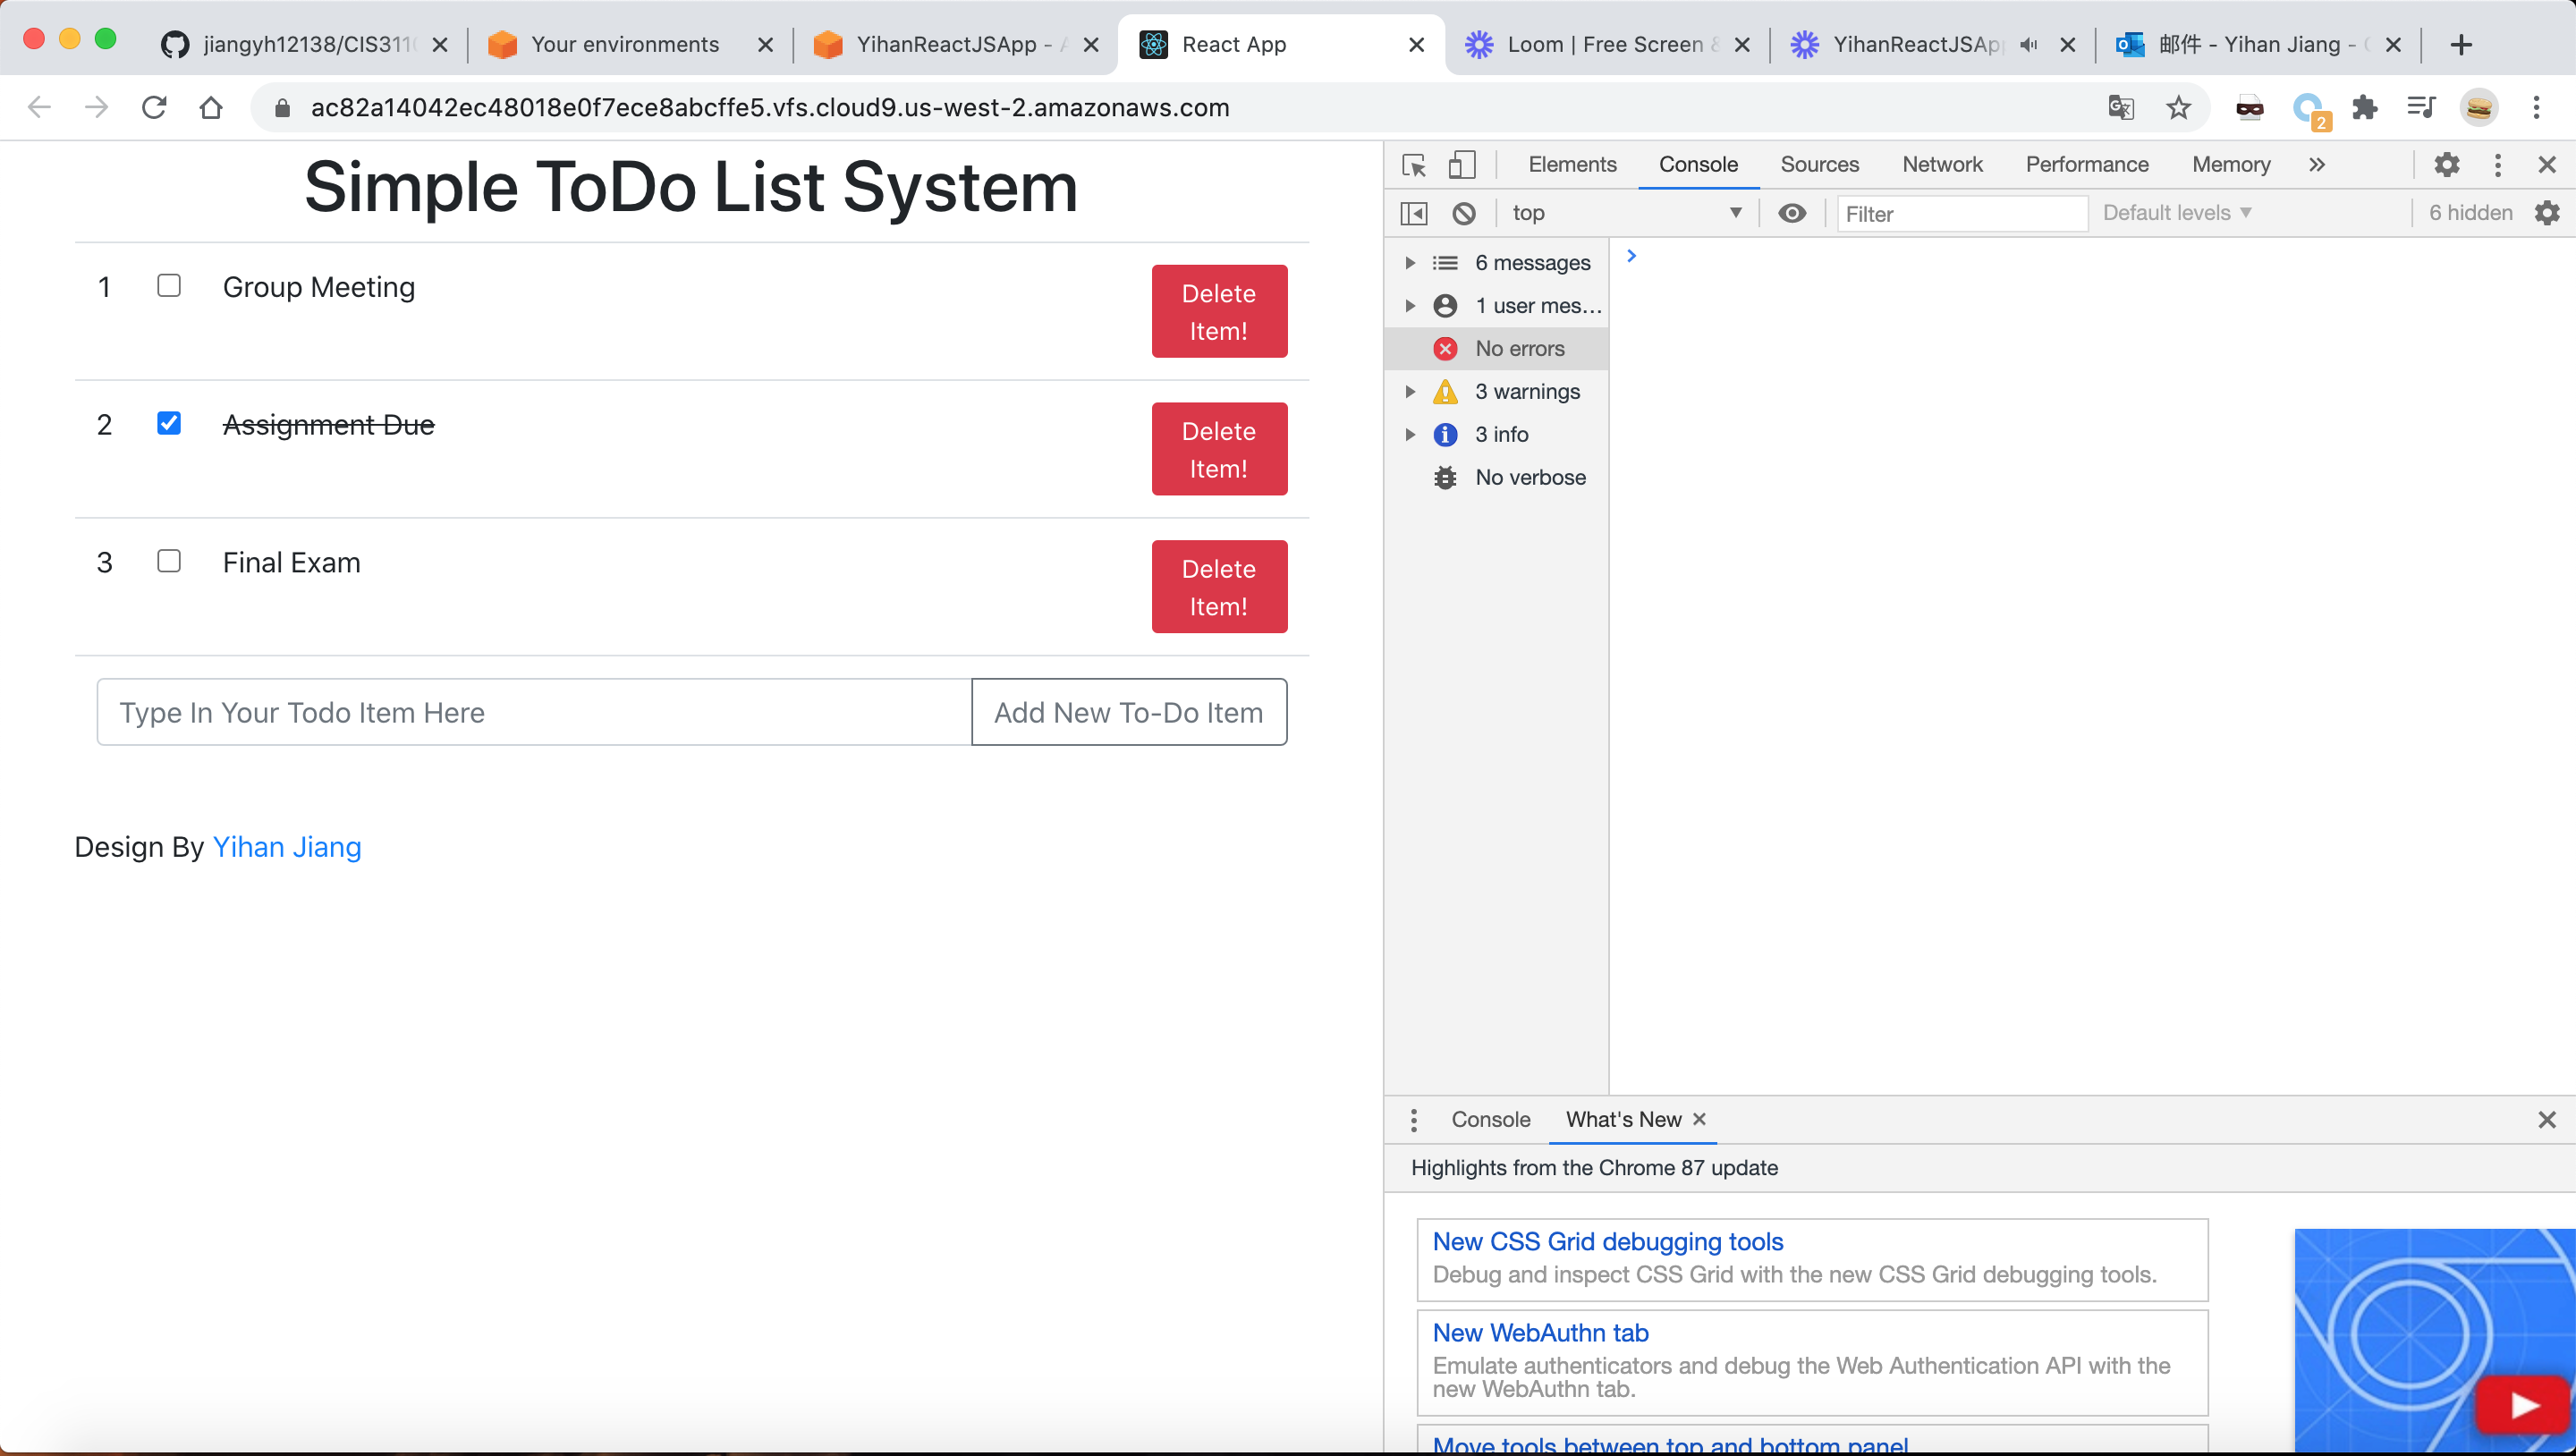 jiangyh12138/CIS311
Your environments
YihanReactJSApp -
React App
Loom | Free Screen
YihanReactJSAp
邮件 - Yihan Jiang -
ac82a14042ec48018e0f7ece8abcffe5.vfs.cloud9.us-west-2.amazonaws.com
2
Simple ToDo List System
1 Group Meeting
Delete
Item!
2 Assignment Due
Delete
Item!
3 Final Exam
Delete
Item!
Type In Your Todo Item Here
Add New To-Do Item
Design By Yihan Jiang
Elements Console Sources Network Performance Memory
top
Filter
Default levels
6 hidden
6 messages
1 user mes...
No errors
3 warnings
3 info
No verbose
Console What's New
Highlights from the Chrome 87 update
New CSS Grid debugging tools
Debug and inspect CSS Grid with the new CSS Grid debugging tools.
New WebAuthn tab
Emulate authenticators and debug the Web Authentication API with the
new WebAuthn tab.
Move tools between top and bottom panel